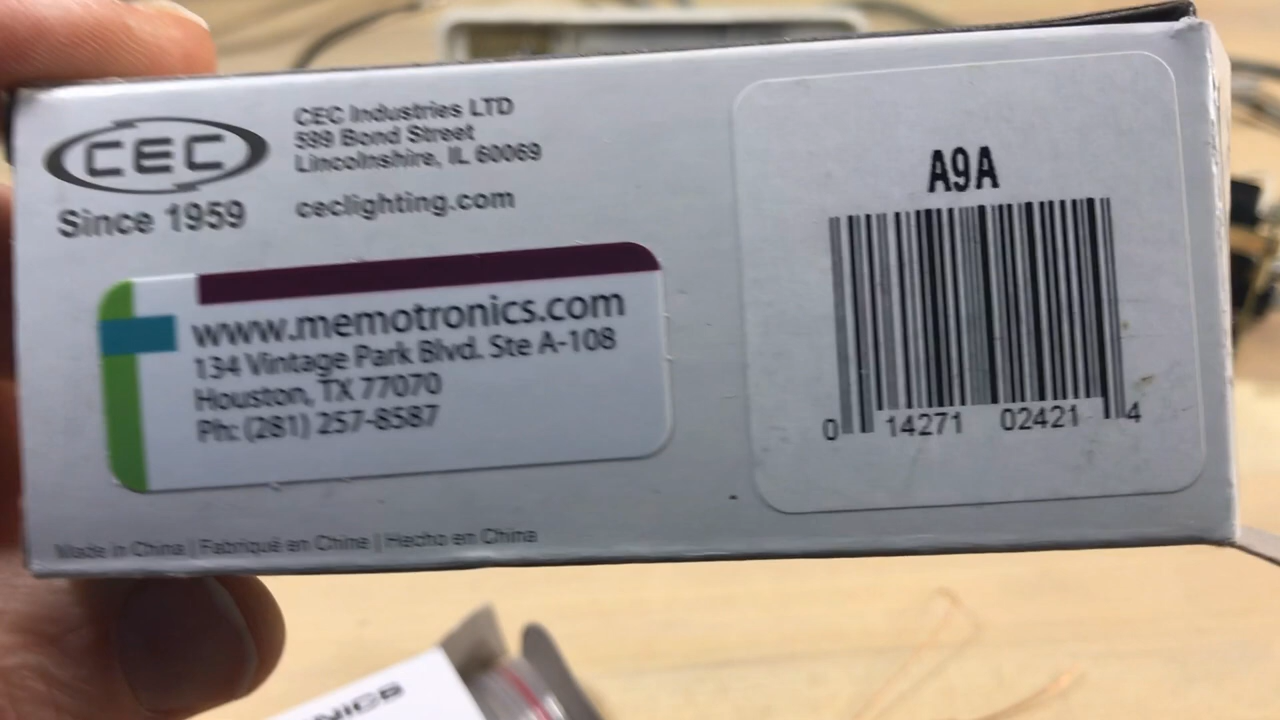 CEC
Since 1959
CEC Industries LTD
599 Bond Street
Lincolnshire, IL 60069
ceclighting.com
www.memotronics.com
134 Vintage Park Blvd. Ste A-108
Houston, TX 77070
Ph: (281) 257-8587
Made in China | Fabriqué en Chine | Hecho en China
A9A
0 14271 02421 4